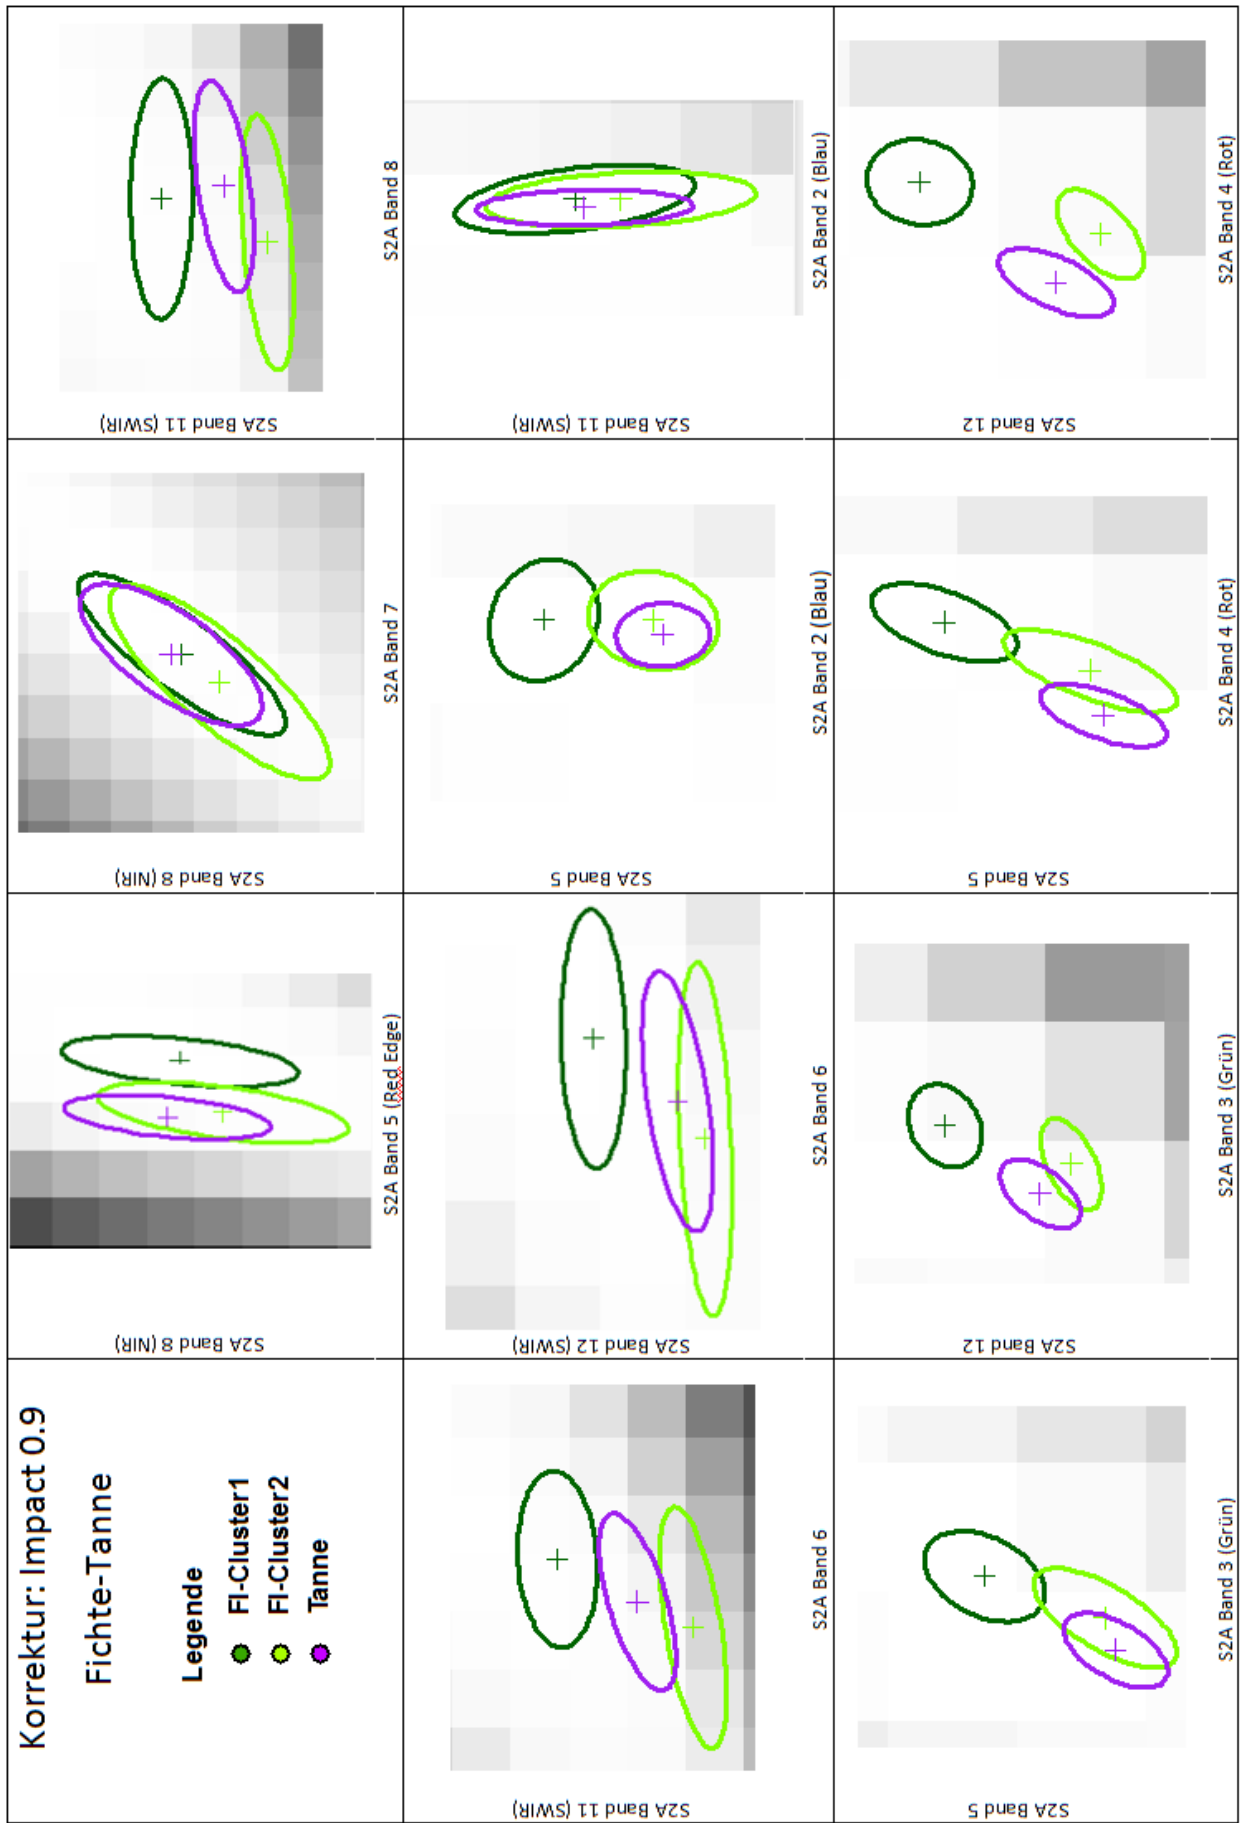 Korrektur: Impact 0.9
Fichte-Tanne
Legende
FI-Cluster1
FI-Cluster2
Tanne
S2A Band 8 (NIR)
S2A Band 5 (Red Edge)
S2A Band 8 (NIR)
S2A Band 7
S2A Band 11 (SWIR)
S2A Band 8
S2A Band 11 (SWIR)
S2A Band 6
S2A Band 12 (SWIR)
S2A Band 6
S2A Band 5
S2A Band 2 (Blau)
S2A Band 11 (SWIR)
S2A Band 2 (Blau)
S2A Band 5
S2A Band 3 (Grün)
S2A Band 12
S2A Band 3 (Grün)
S2A Band 5
S2A Band 4 (Rot)
S2A Band 12
S2A Band 4 (Rot)